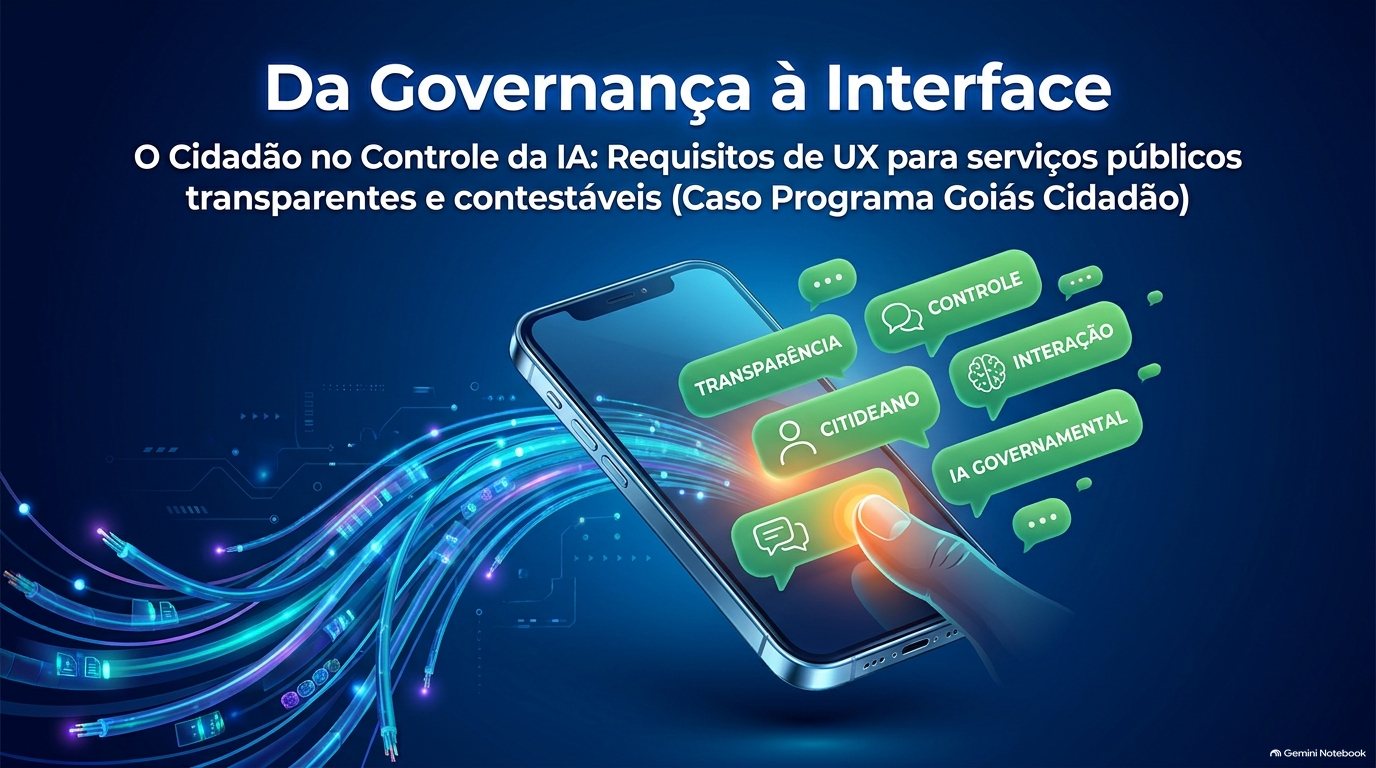 Da Governança à Interface
O Cidadão no Controle da IA: Requisitos de UX para serviços públicos
transparentes e contestáveis (Caso Programa Goiás Cidadão)
CONTROLE
TRANSPARÊNCIA
INTERAÇÃO
CITIDEANO
IA GOVERNAMENTAL
Gemini Notebook